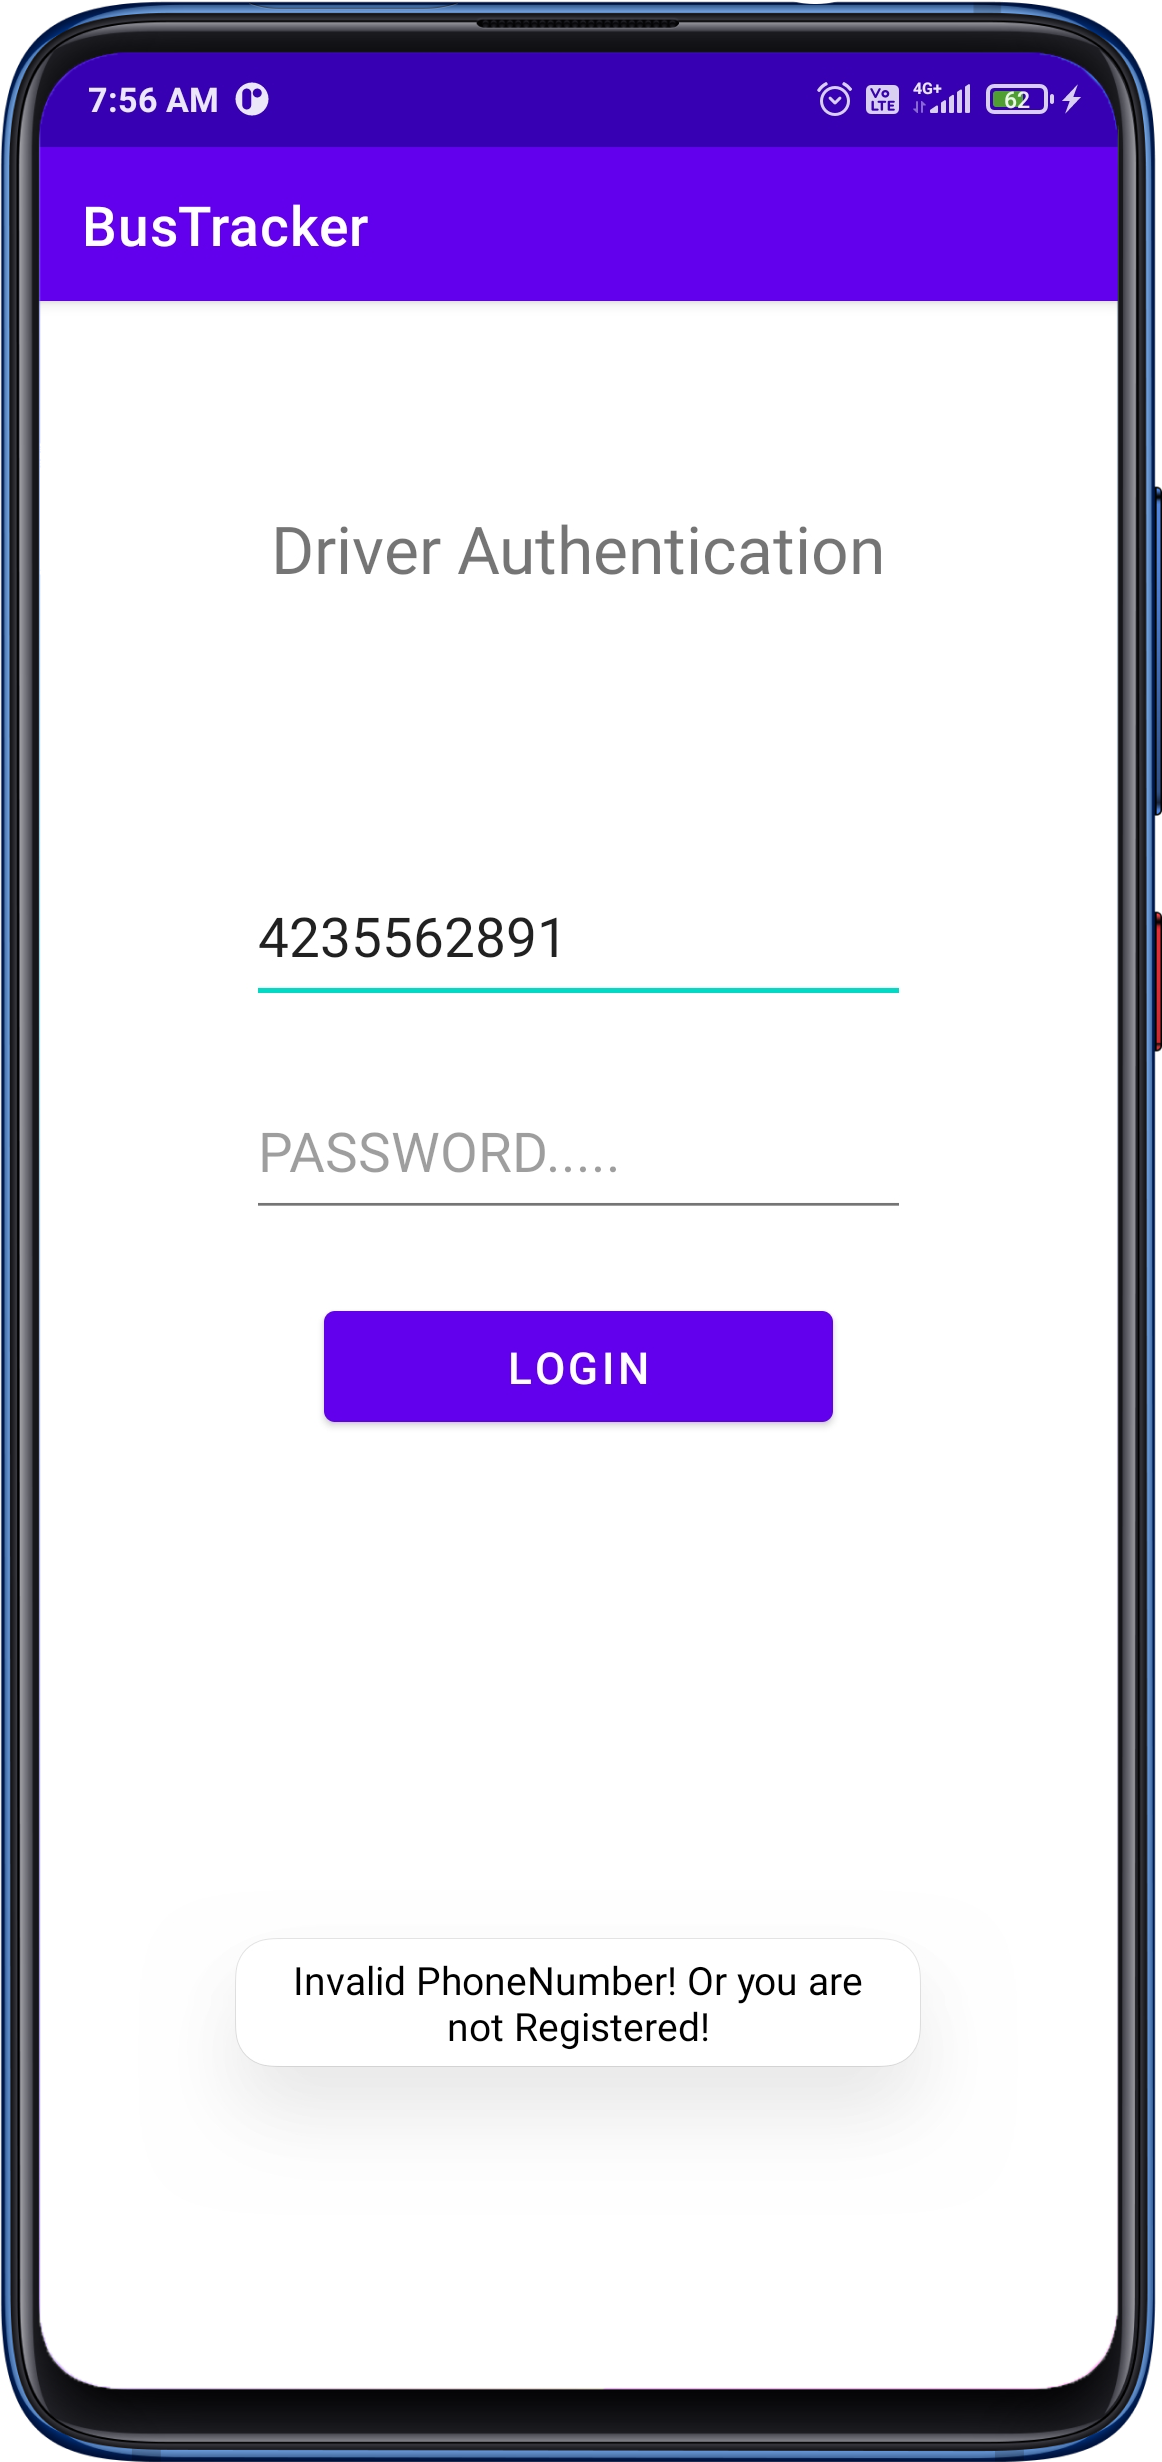 7:56 AM
Vo LTE 4G+ 62
BusTracker
Driver Authentication
4235562891
PASSWORD.....
LOGIN
Invalid PhoneNumber! Or you are
not Registered!